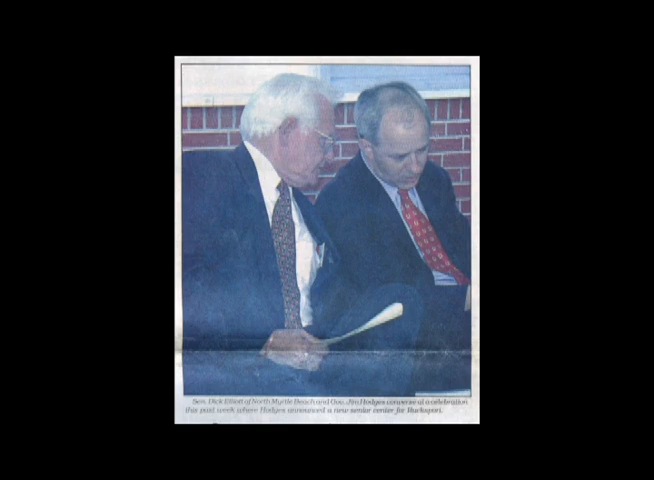 Sen. Dick Elliott of North Myrtle Beach and Gov. Jim Hodges converse at a celebration
this past week where Hodges announced a new senior center for Bucksport.